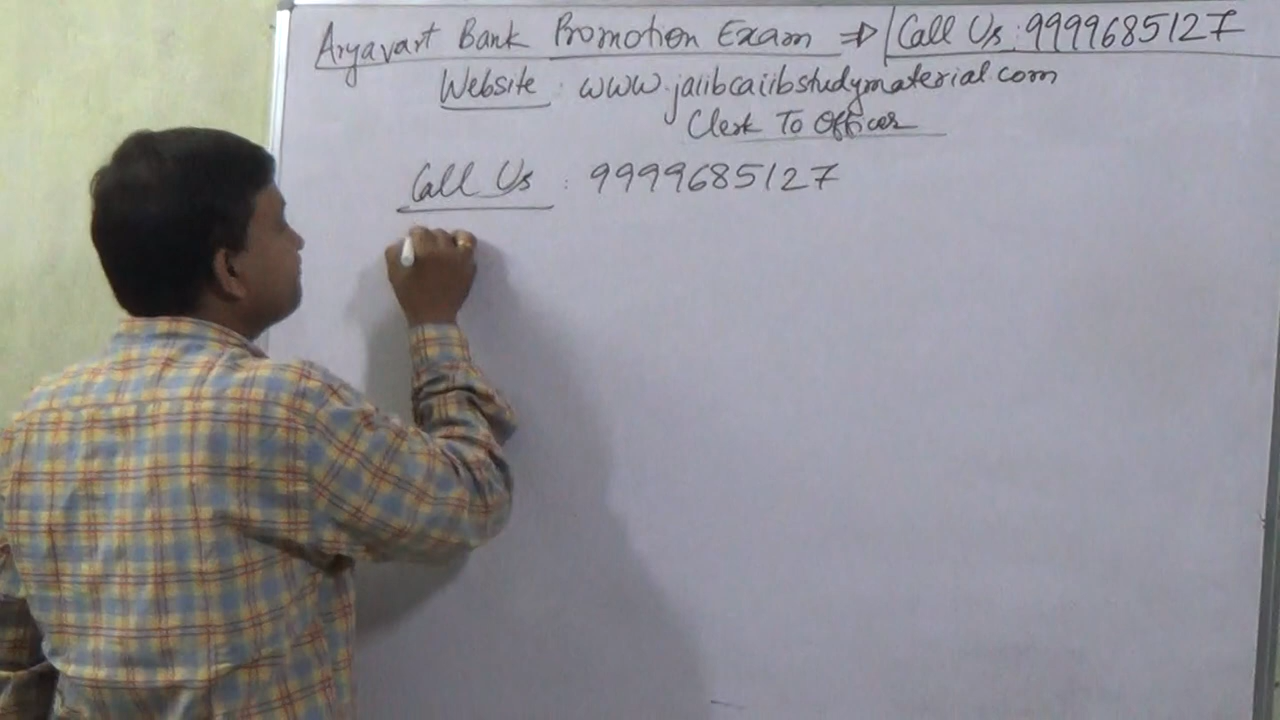 Aryavart Bank Promotion Exam ⇒ Call Us : 9999685127
Website : www.jaiibcaiibstudymaterial.com
Clerk To Officer
Call Us : 9999685127